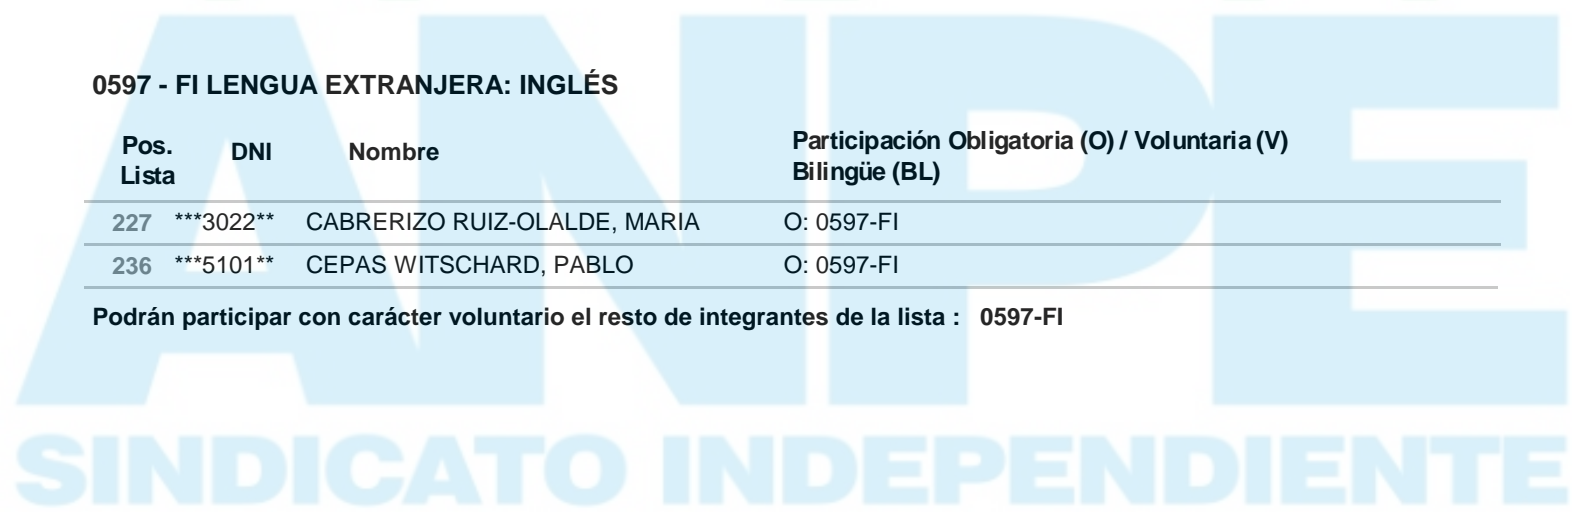 ANPE
SINDICATO INDEPENDIENTE
0597 - FI LENGUA EXTRANJERA: INGLÉS
Pos. Lista DNI Nombre Participación Obligatoria (O) / Voluntaria (V) Bilingüe (BL)
227 ***3022** CABRERIZO RUIZ-OLALDE, MARIA O: 0597-FI
236 ***5101** CEPAS WITSCHARD, PABLO O: 0597-FI
Podrán participar con carácter voluntario el resto de integrantes de la lista : 0597-FI